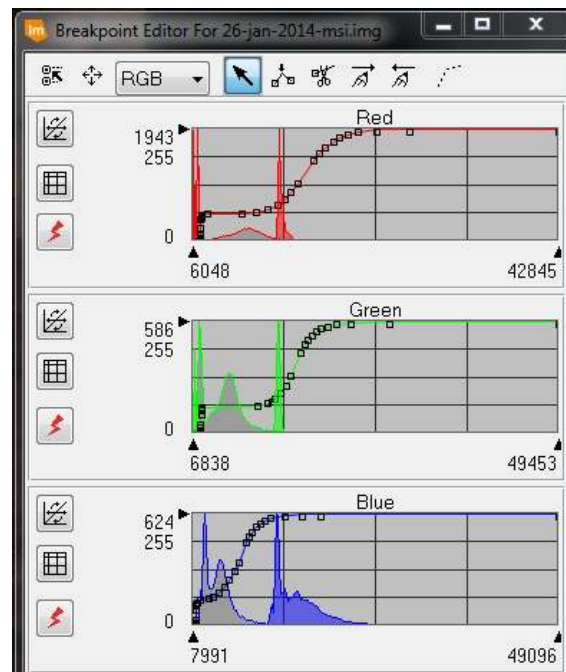 Im Breakpoint Editor For 26-jan-2014-msi.img
RGB
Red
1943
255
0
6048 42845
Green
586
255
0
6838 49453
Blue
624
255
0
7991 49096